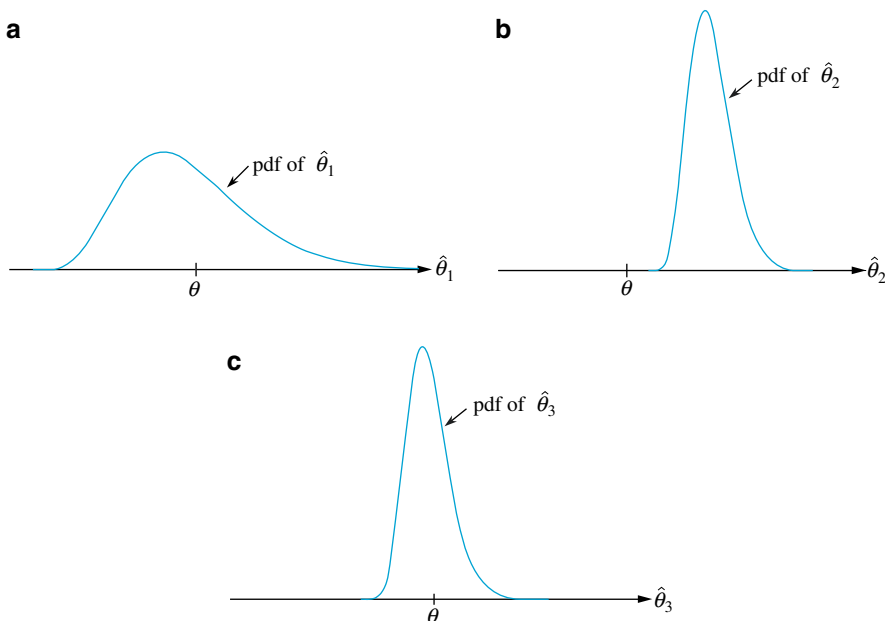 a
pdf of θ̂₁
θ̂₁
θ
b
pdf of θ̂₂
θ̂₂
θ
c
pdf of θ̂₃
θ̂₃
θ